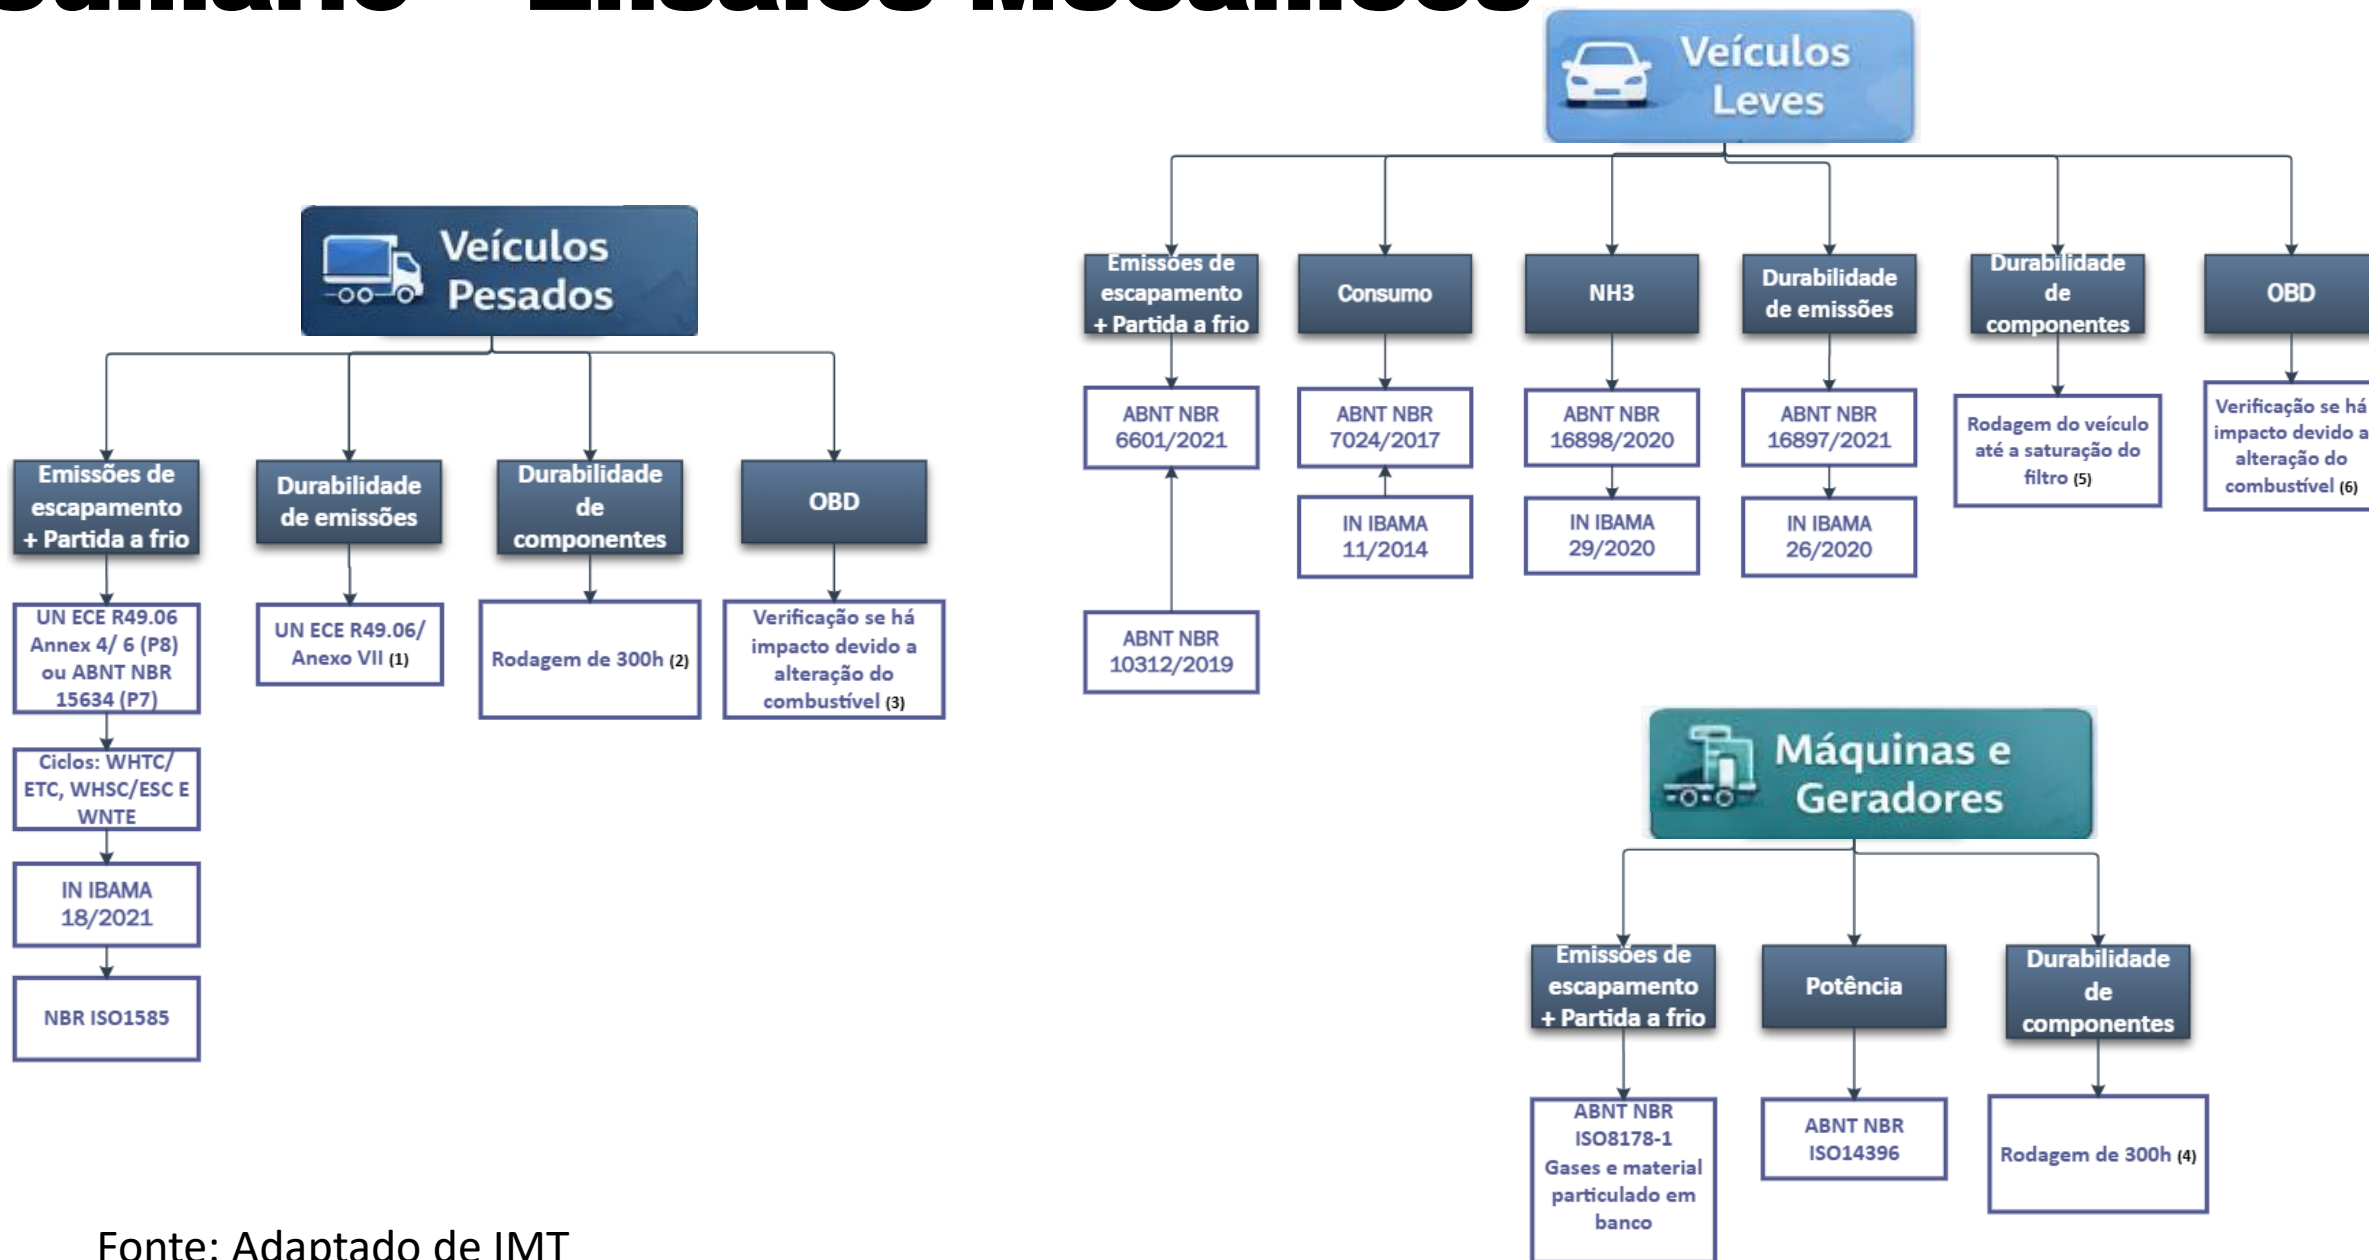 Ensaios Mecânicos
Veículos
Pesados
Emissões de
escapamento
+ Partida a frio
UN ECE R49.06
Annex 4/ 6 (P8)
ou ABNT NBR
15634 (P7)
Ciclos: WHTC/
ETC, WHSC/ESC E
WNTE
IN IBAMA
18/2021
NBR ISO1585
Durabilidade
de emissões
UN ECE R49.06/
Anexo VII (1)
Durabilidade
de
componentes
Rodagem de 300h (2)
OBD
Verificação se há
impacto devido a
alteração do
combustível (3)
Veículos
Leves
Emissões de
escapamento
+ Partida a frio
ABNT NBR
6601/2021
ABNT NBR
10312/2019
Consumo
ABNT NBR
7024/2017
IN IBAMA
11/2014
NH3
ABNT NBR
16898/2020
IN IBAMA
29/2020
Durabilidade
de emissões
ABNT NBR
16897/2021
IN IBAMA
26/2020
Durabilidade
de
componentes
Rodagem do veículo
até a saturação do
filtro (5)
OBD
Verificação se há
impacto devido a
alteração do
combustível (6)
Máquinas e
Geradores
Emissões de
escapamento
+ Partida a frio
ABNT NBR
ISO8178-1
Gases e material
particulado em
banco
Potência
ABNT NBR
ISO14396
Durabilidade
de
componentes
Rodagem de 300h (4)
Fonte: Adaptado de IMT